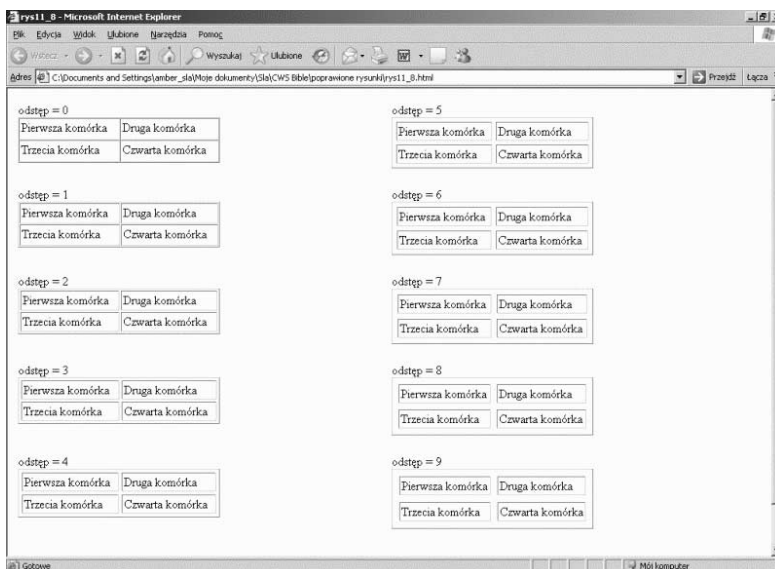 rys11_8 - Microsoft Internet Explorer
Plik Edycja Widok Ulubione Narzędzia Pomoc
Wstecz Wyszukaj Ulubione
Adres C:\Documents and Settings\amber_sla\Moje dokumenty\Sla\CWS Bible\poprawione rysunki\rys11_8.html Przejdź Łącza
odstęp = 0
Pierwsza komórka Druga komórka
Trzecia komórka Czwarta komórka
odstęp = 1
Pierwsza komórka Druga komórka
Trzecia komórka Czwarta komórka
odstęp = 2
Pierwsza komórka Druga komórka
Trzecia komórka Czwarta komórka
odstęp = 3
Pierwsza komórka Druga komórka
Trzecia komórka Czwarta komórka
odstęp = 4
Pierwsza komórka Druga komórka
Trzecia komórka Czwarta komórka
odstęp = 5
Pierwsza komórka Druga komórka
Trzecia komórka Czwarta komórka
odstęp = 6
Pierwsza komórka Druga komórka
Trzecia komórka Czwarta komórka
odstęp = 7
Pierwsza komórka Druga komórka
Trzecia komórka Czwarta komórka
odstęp = 8
Pierwsza komórka Druga komórka
Trzecia komórka Czwarta komórka
odstęp = 9
Pierwsza komórka Druga komórka
Trzecia komórka Czwarta komórka
Gotowe Mój komputer